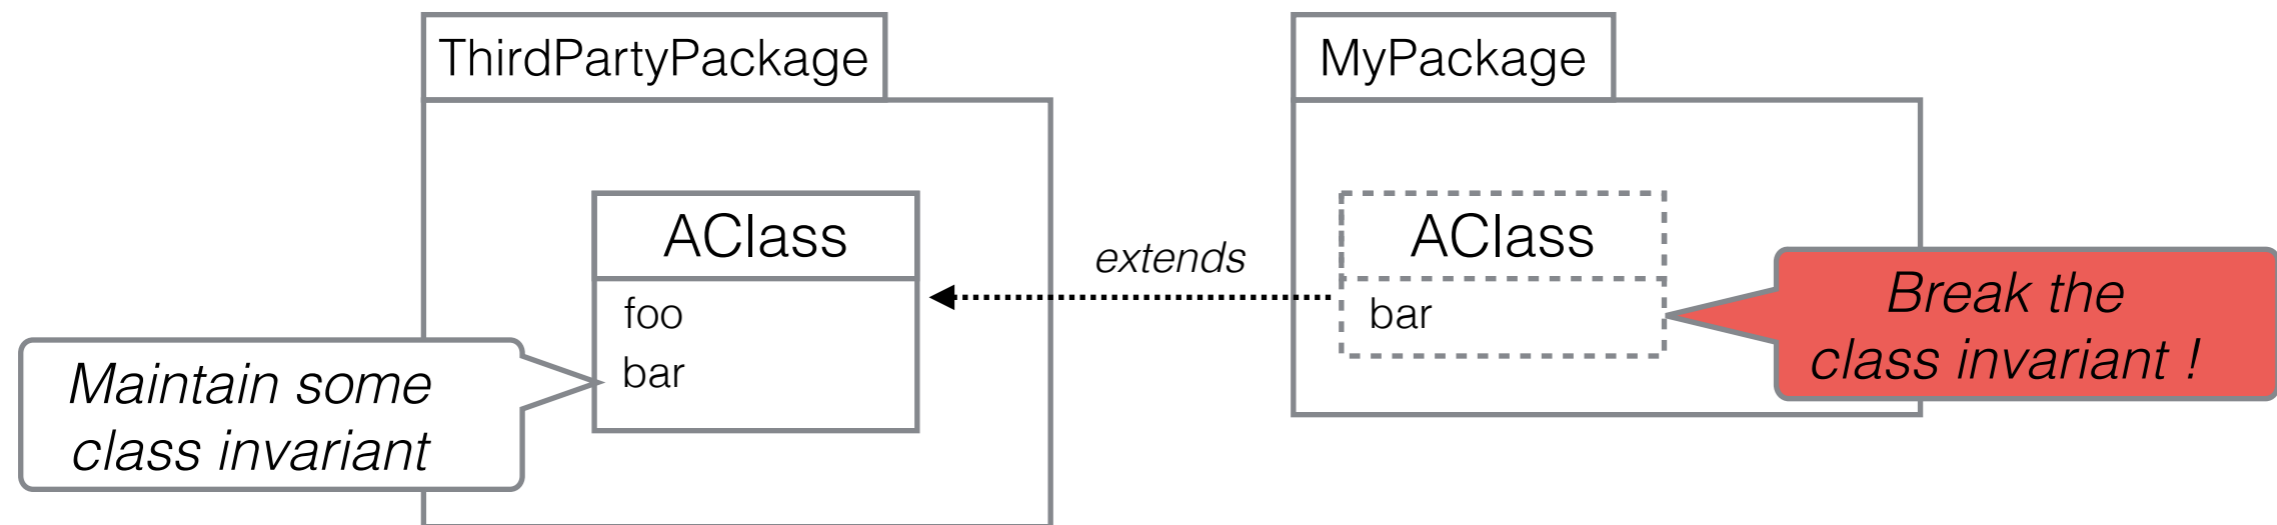 ThirdPartyPackage
MyPackage
AClass
foo
bar
extends
AClass
bar
Maintain some
class invariant
Break the
class invariant !